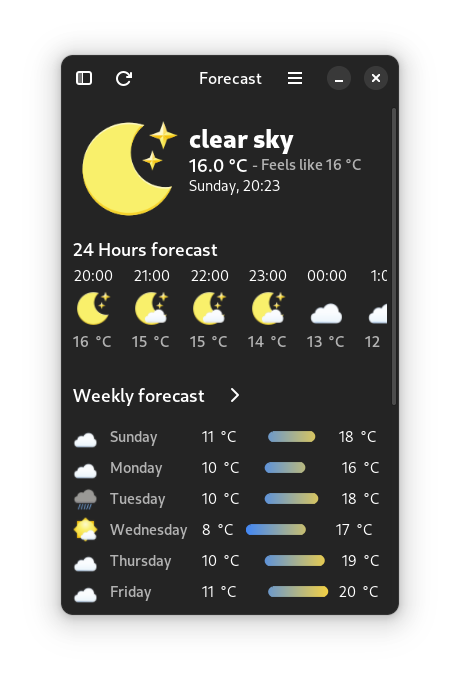 Forecast
clear sky
16.0 °C - Feels like 16 °C
Sunday, 20:23
24 Hours forecast
20:00 21:00 22:00 23:00 00:00 1:0
16 °C 15 °C 15 °C 14 °C 13 °C 12
Weekly forecast
Sunday 11 °C 18 °C
Monday 10 °C 16 °C
Tuesday 10 °C 18 °C
Wednesday 8 °C 17 °C
Thursday 10 °C 19 °C
Friday 11 °C 20 °C